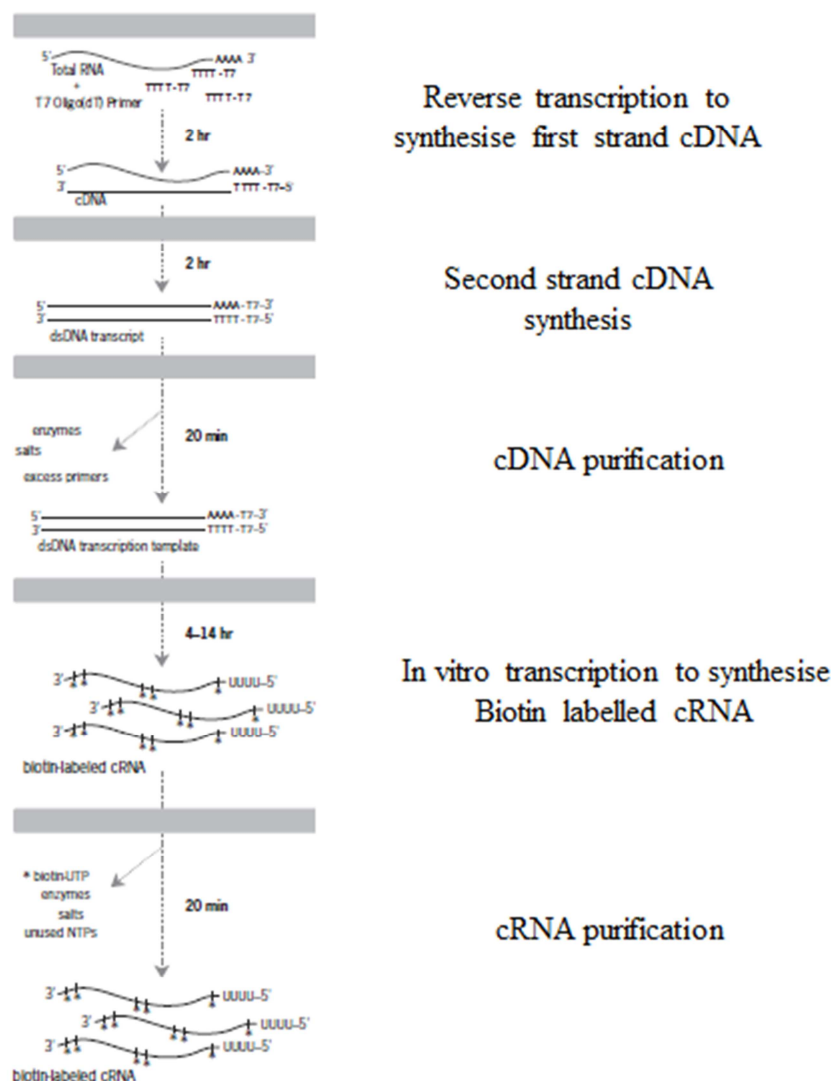 5' AAAA 3'
Total RNA TTTT-T7
+ TTTT-T7
T7 Oligo(dT) Primer TTTT-T7
Reverse transcription to
synthesise first strand cDNA
2 hr
5' AAAA-3'
3' TTTT-T7-5'
cDNA
2 hr
Second strand cDNA
synthesis
5' AAAA-T7-3'
3' TTTT-T7-5'
dsDNA transcript
enzymes
20 min
salts
cDNA purification
excess primers
5' AAAA-T7-3'
3' TTTT-T7-5'
dsDNA transcription template
4–14 hr
In vitro transcription to synthesise
Biotin labelled cRNA
3' UUUU-5'
3' UUUU-5'
3' UUUU-5'
biotin-labeled cRNA
* biotin-UTP
enzymes
20 min
salts
unused NTPs
cRNA purification
3' UUUU-5'
3' UUUU-5'
3' UUUU-5'
biotin-labeled cRNA